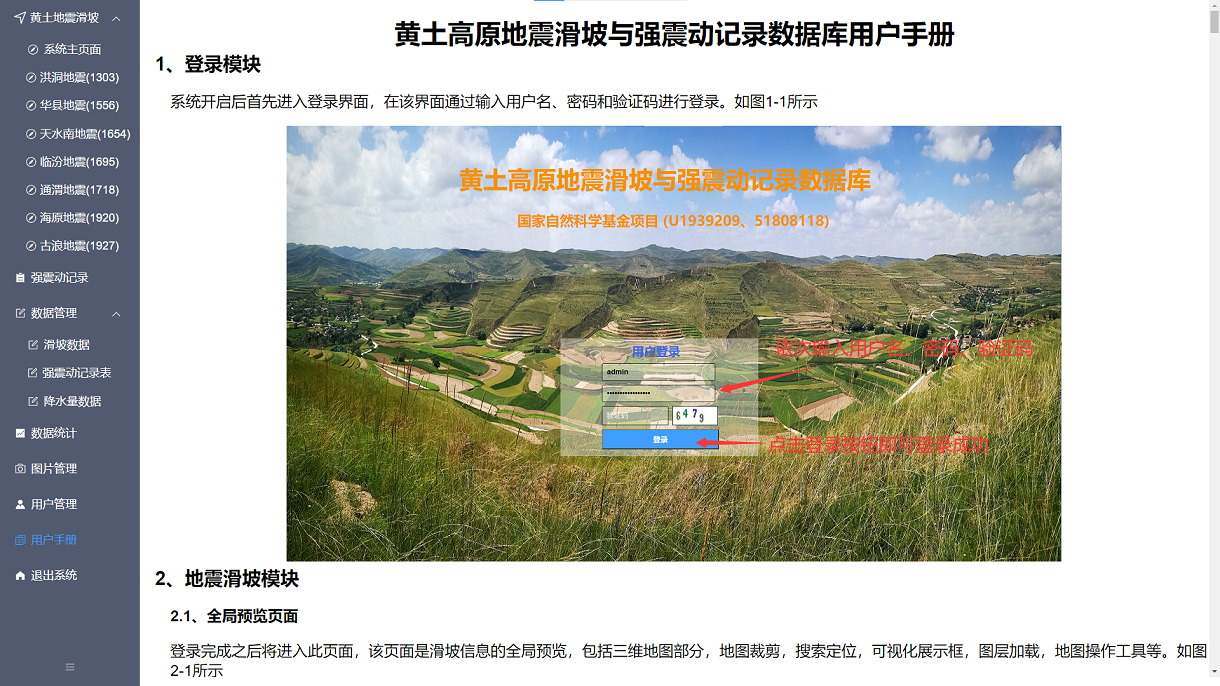 黄土地震滑坡
系统主页面
洪洞地震(1303)
华县地震(1556)
天水南地震(1654)
临汾地震(1695)
通渭地震(1718)
海原地震(1920)
古浪地震(1927)
强震动记录
数据管理
滑坡数据
强震动记录表
降水量数据
数据统计
图片管理
用户管理
用户手册
退出系统
黄土高原地震滑坡与强震动记录数据库用户手册
1、登录模块
系统开启后首先进入登录界面，在该界面通过输入用户名、密码和验证码进行登录。如图1-1所示
黄土高原地震滑坡与强震动记录数据库
国家自然科学基金项目 (U1939209、51808118)
用户登录
admin
验证码
6479
登录
依次输入用户名、密码、验证码
点击登录按钮即可登录成功
2、地震滑坡模块
2.1、全局预览页面
登录完成之后将进入此页面，该页面是滑坡信息的全局预览，包括三维地图部分，地图裁剪，搜索定位，可视化展示框，图层加载，地图操作工具等。如图
2-1所示